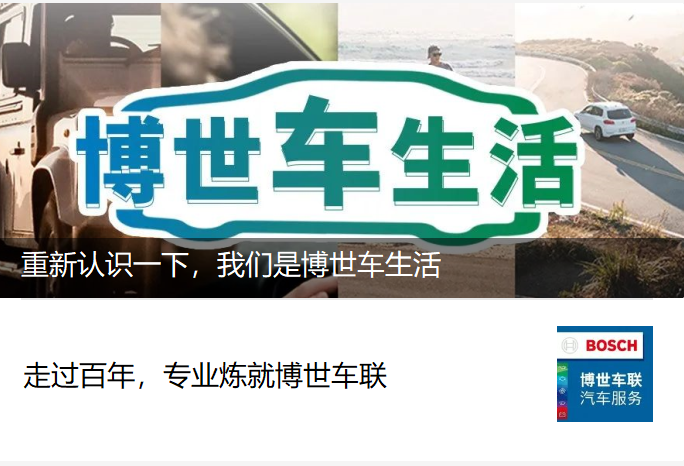 博世车生活
重新认识一下，我们是博世车生活
走过百年，专业炼就博世车联
BOSCH
博世车联
汽车服务